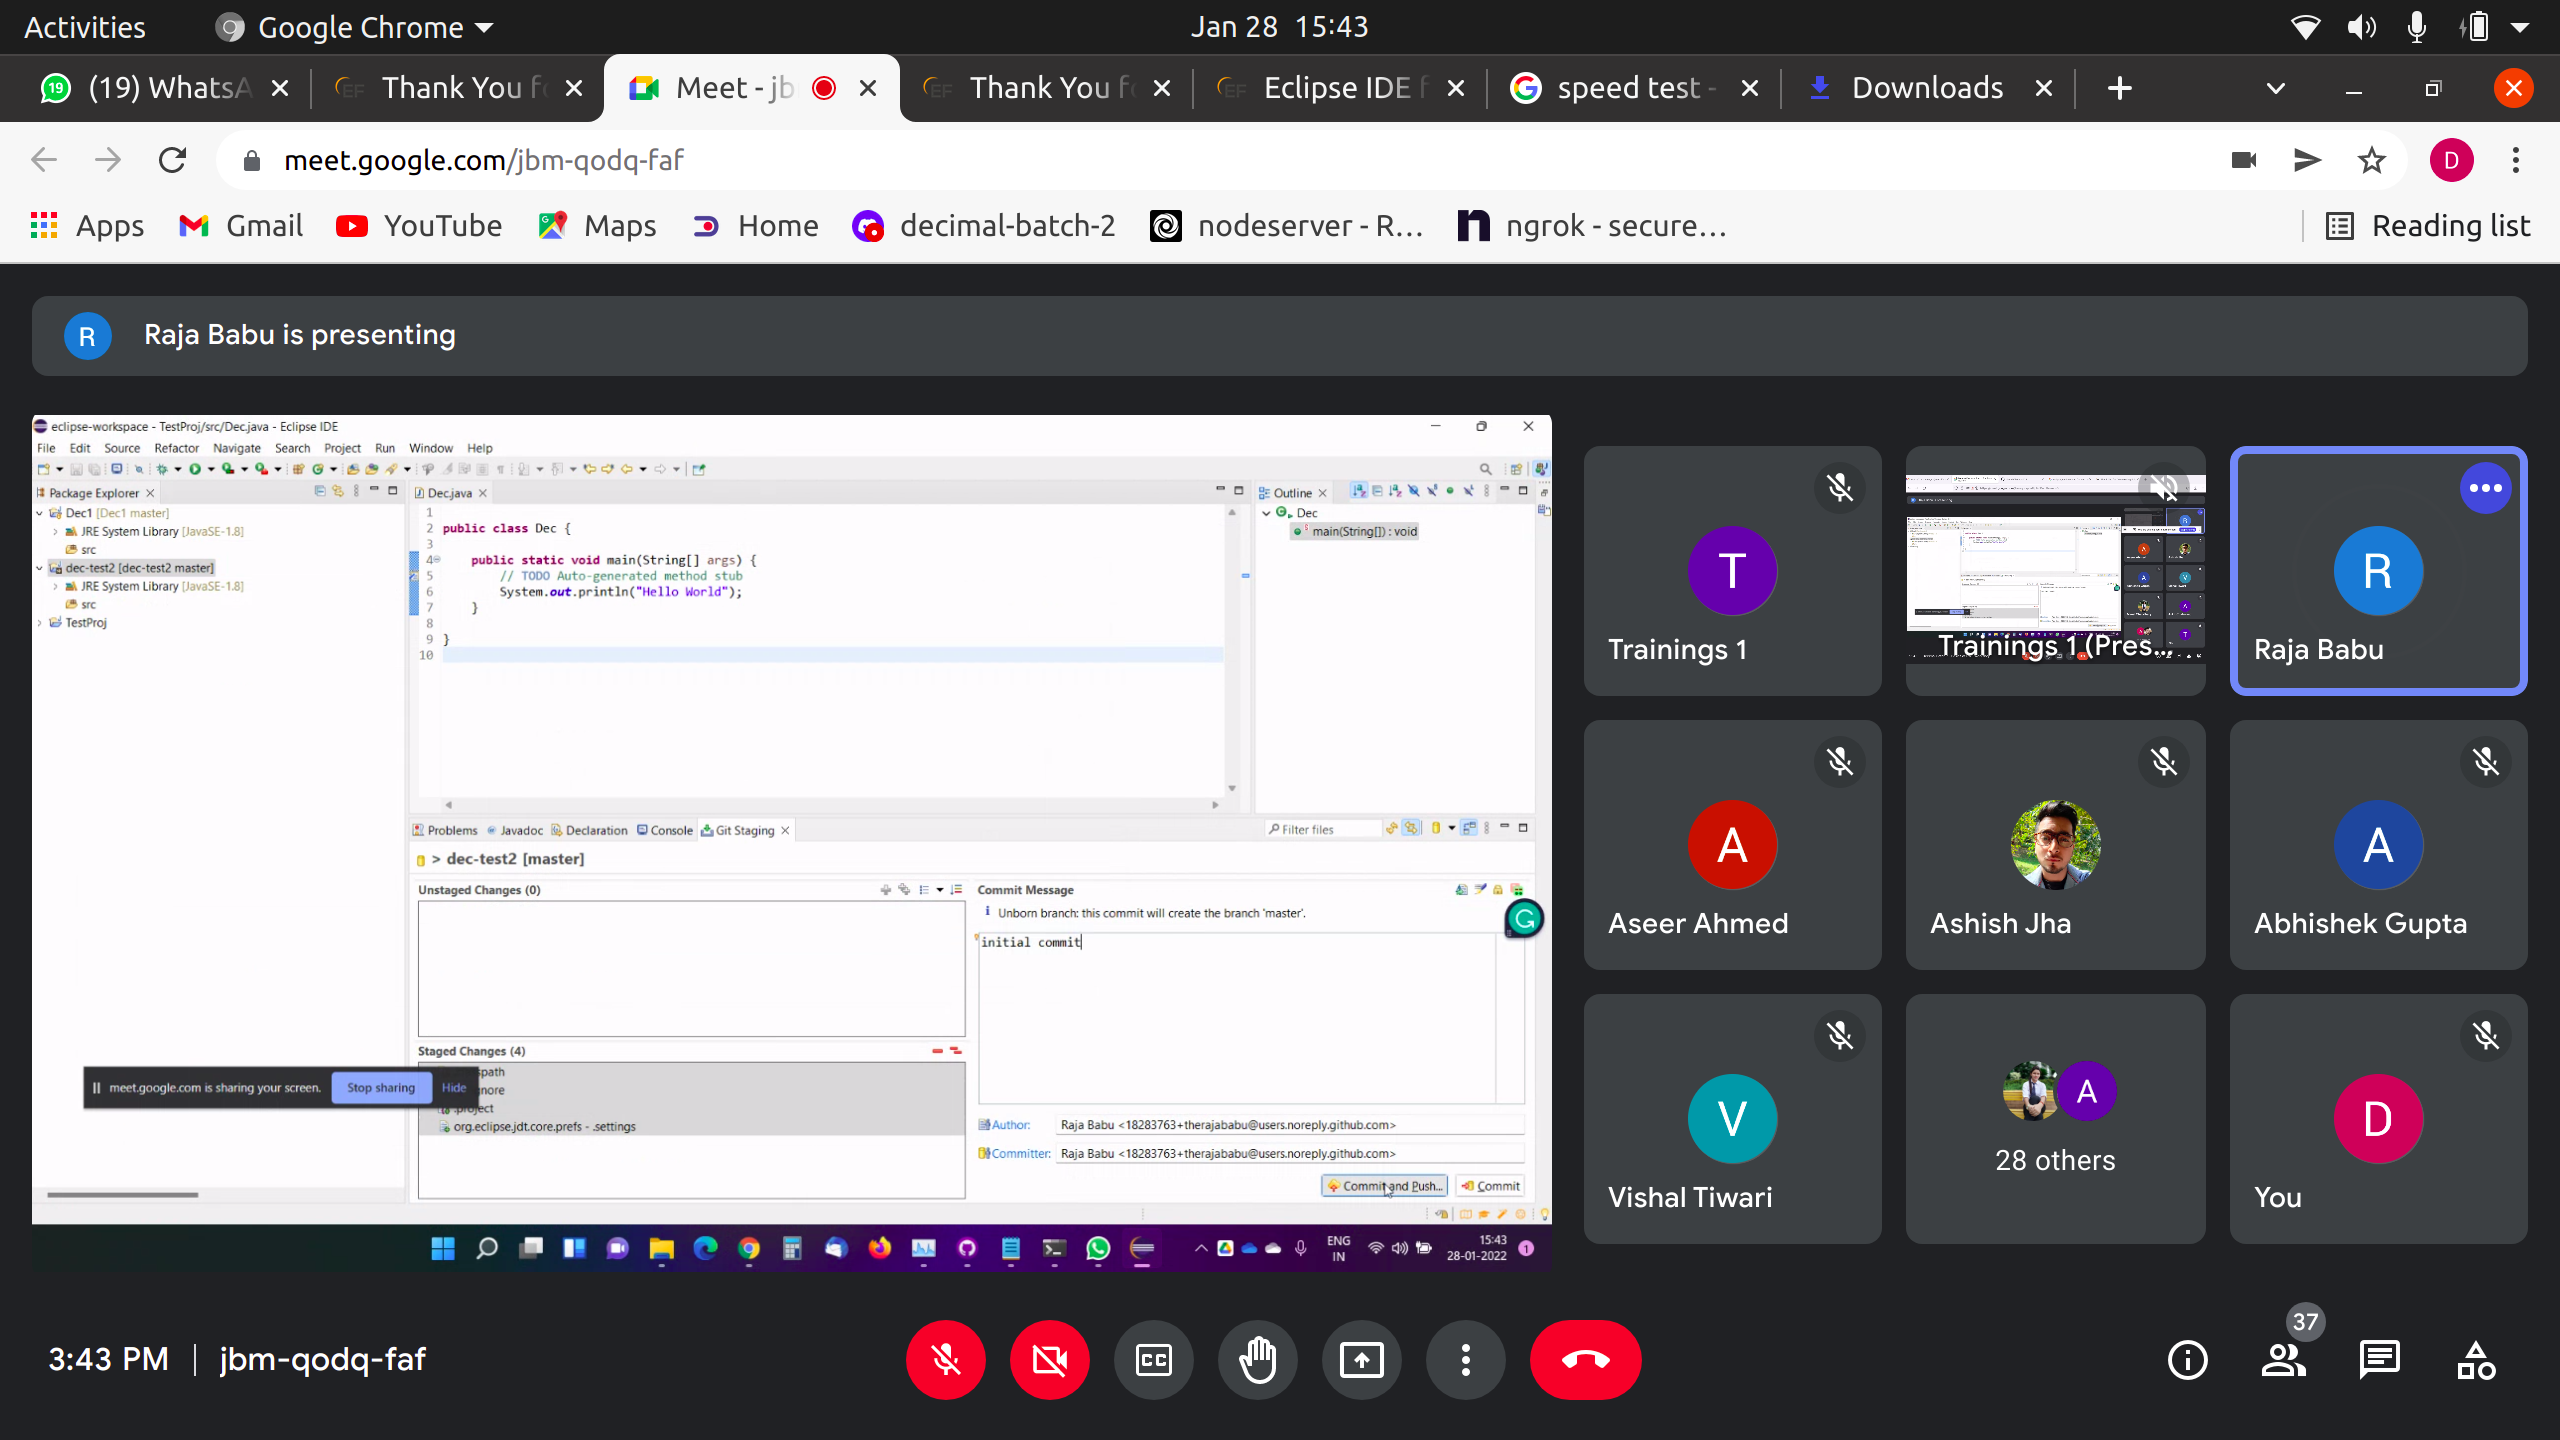 Activities
Google Chrome
Jan 28 15:43
19
(19) WhatsA
Thank You f
Meet - jb
Thank You f
Eclipse IDE f
speed test -
Downloads
meet.google.com/jbm-qodq-faf
D
Apps
Gmail
YouTube
Maps
Home
decimal-batch-2
nodeserver - R...
ngrok - secure...
Reading list
R
Raja Babu is presenting
eclipse-workspace - TestProj/src/Dec.java - Eclipse IDE
File Edit Source Refactor Navigate Search Project Run Window Help
Package Explorer
Dec1 [Dec1 master]
JRE System Library [JavaSE-1.8]
src
dec-test2 [dec-test2 master]
JRE System Library [JavaSE-1.8]
src
TestProj
Dec.java
1
2 public class Dec {
3
4 public static void main(String[] args) {
5 // TODO Auto-generated method stub
6 System.out.println("Hello World");
7 }
8
9 }
10
Outline
Dec
main(String[]) : void
Problems
Javadoc
Declaration
Console
Git Staging
Filter files
> dec-test2 [master]
Unstaged Changes (0)
Staged Changes (4)
.project
org.eclipse.jdt.core.prefs - .settings
meet.google.com is sharing your screen.
Stop sharing
Hide
Commit Message
Unborn branch: this commit will create the branch 'master'.
initial commit
Author: Raja Babu <18283763+therajababu@users.noreply.github.com>
Committer: Raja Babu <18283763+therajababu@users.noreply.github.com>
Commit and Push...
Commit
ENG
IN
15:43
28-01-2022
1
T
Trainings 1
Trainings 1 (Pres...
R
Raja Babu
A
Aseer Ahmed
Ashish Jha
A
Abhishek Gupta
V
Vishal Tiwari
A
28 others
D
You
3:43 PM | jbm-qodq-faf
CC
37